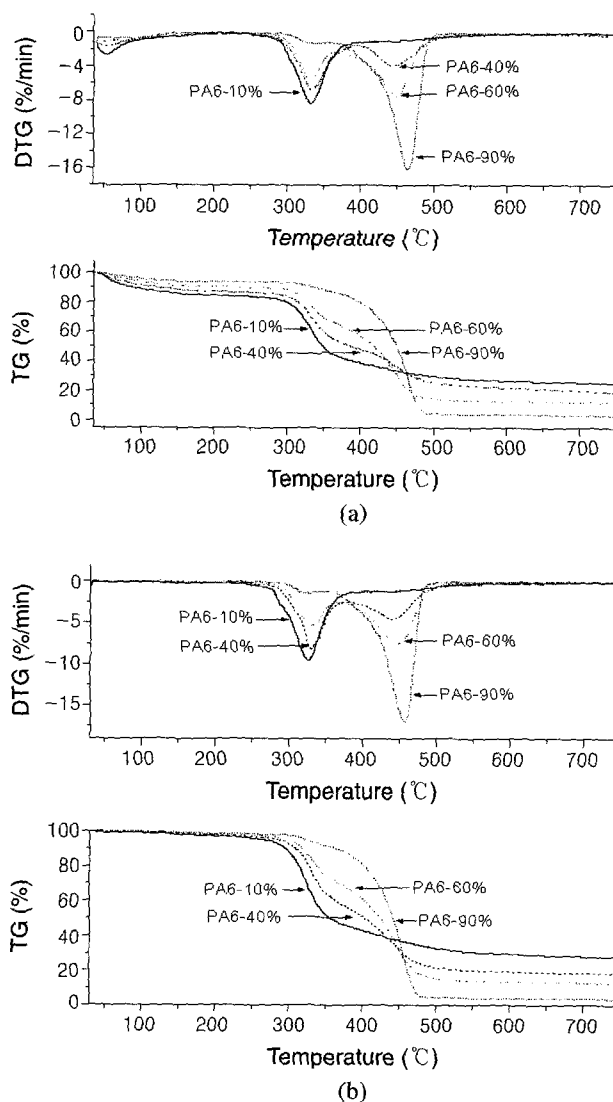 0
−4
−8
−12
−16
DTG (%/min)
PA6-10%
PA6-40%
PA6-60%
PA6-90%
100 200 300 400 500 600 700
Temperature (℃)
100
80
60
40
20
0
TG (%)
PA6-10%
PA6-40%
PA6-60%
PA6-90%
100 200 300 400 500 600 700
Temperature (℃)
(a)
0
−5
−10
−15
DTG (%/min)
PA6-10%
PA6-40%
PA6-60%
PA6-90%
100 200 300 400 500 600 700
Temperature (℃)
100
80
60
40
20
0
TG (%)
PA6-10%
PA6-40%
PA6-60%
PA6-90%
100 200 300 400 500 600 700
Temperature (℃)
(b)